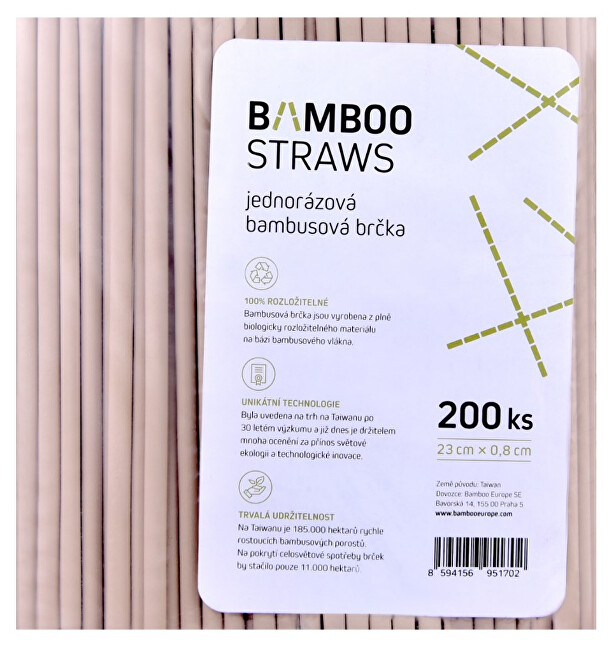 BAMBOO
STRAWS
jednorázová
bambusová brčka
100% ROZLOŽITELNÉ
Bambusová brčka jsou vyrobena z plně
biologicky rozložitelného materiálu
na bázi bambusového vlákna.
UNIKÁTNÍ TECHNOLOGIE
Byla uvedena na trh na Taiwanu po
30 letém výzkumu a již dnes je držitelem
mnoha ocenění za přínos světové
ekologii a technologické inovace.
TRVALÁ UDRŽITELNOST
Na Taiwanu je 185.000 hektarů rychle
rostoucích bambusových porostů.
Na pokrytí celosvětové spotřeby brček
by stačilo pouze 11.000 hektarů.
200 ks
23 cm × 0,8 cm
Země původu: Taiwan
Dovozce: Bamboo Europe SE
Bavorská 14, 155 00 Praha 5
www.bambooeurope.com
8 594156 951702